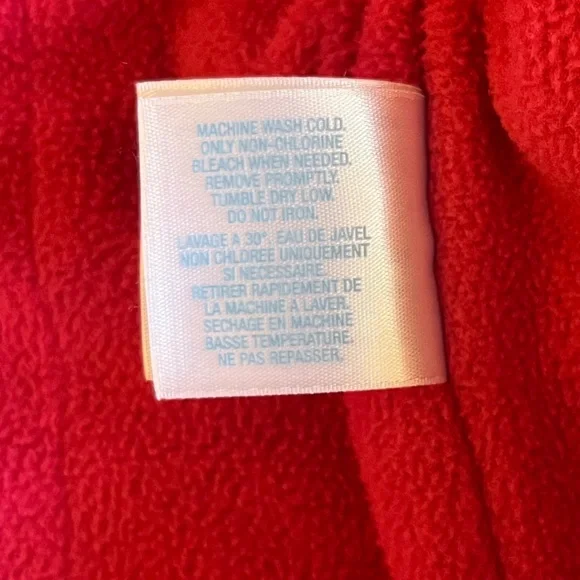 MACHINE WASH COLD.
ONLY NON-CHLORINE
BLEACH WHEN NEEDED.
REMOVE PROMPTLY.
TUMBLE DRY LOW.
DO NOT IRON.
LAVAGE A 30°. EAU DE JAVEL
NON CHLOREE UNIQUEMENT
SI NECESSAIRE.
RETIRER RAPIDEMENT DE
LA MACHINE A LAVER.
SECHAGE EN MACHINE
BASSE TEMPERATURE.
NE PAS REPASSER.